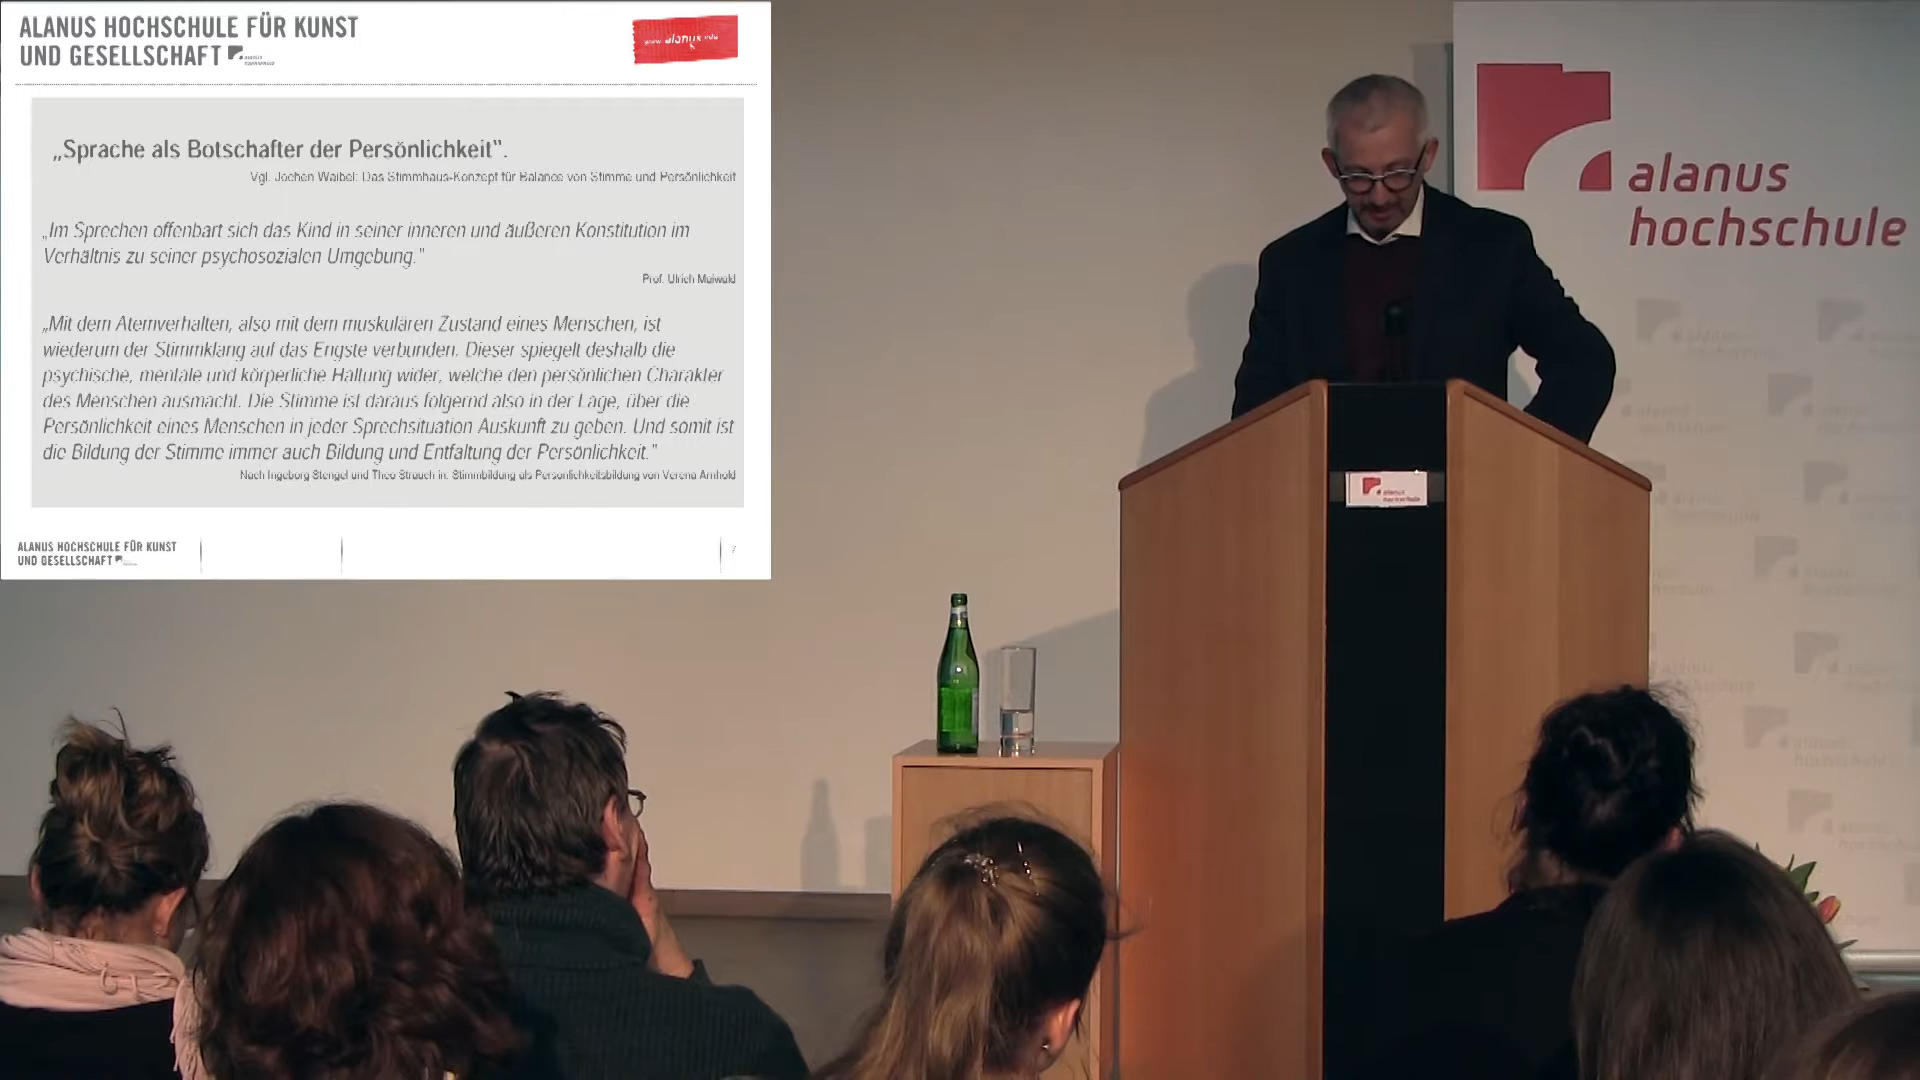 ALANUS HOCHSCHULE FÜR KUNST
UND GESELLSCHAFT
www.alanus.edu
„Sprache als Botschafter der Persönlichkeit".
Vgl. Jochen Waibel: Das Stimmhaus-Konzept für Balance von Stimme und Persönlichkeit
„Im Sprechen offenbart sich das Kind in seiner inneren und äußeren Konstitution im
Verhältnis zu seiner psychosozialen Umgebung."
Prof. Ulrich Maiwald
„Mit dem Atemverhalten, also mit dem muskulären Zustand eines Menschen, ist
wiederum der Stimmklang auf das Engste verbunden. Dieser spiegelt deshalb die
psychische, mentale und körperliche Haltung wider, welche den persönlichen Charakter
des Menschen ausmacht. Die Stimme ist daraus folgernd also in der Lage, über die
Persönlichkeit eines Menschen in jeder Sprechsituation Auskunft zu geben. Und somit ist
die Bildung der Stimme immer auch Bildung und Entfaltung der Persönlichkeit."
Nach Ingeborg Stengel und Theo Strauch in: Stimmbildung als Persönlichkeitsbildung von Verena Arnhold
ALANUS HOCHSCHULE FÜR KUNST
UND GESELLSCHAFT
7
alanus
hochschule
alanus
hochschule